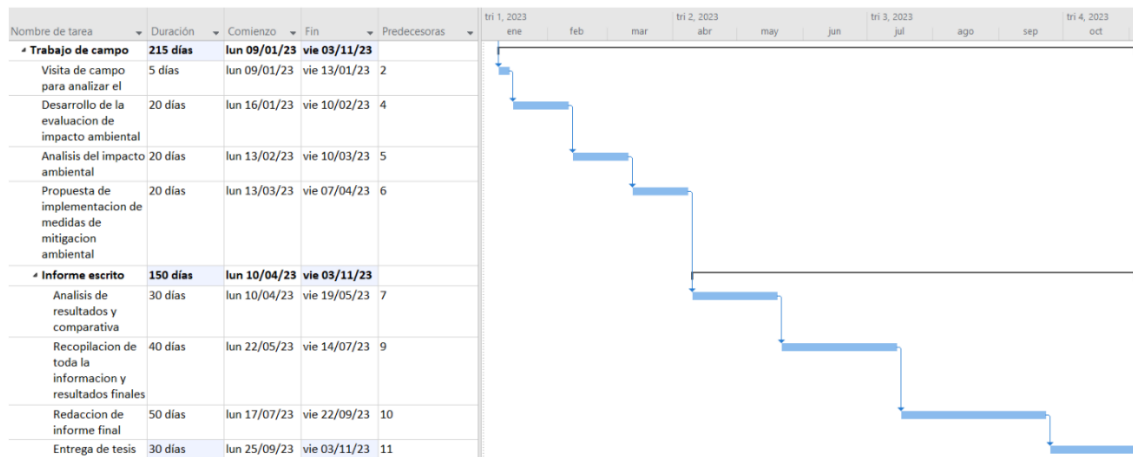 tri 1, 2023 tri 2, 2023 tri 3, 2023 tri 4, 2023
Nombre de tarea Duración Comienzo Fin Predecesoras ene feb mar abr may jun jul ago sep oct
Trabajo de campo 215 días lun 09/01/23 vie 03/11/23
Visita de campo 5 días lun 09/01/23 vie 13/01/23 2
para analizar el
Desarrollo de la 20 días lun 16/01/23 vie 10/02/23 4
evaluacion de
impacto ambiental
Analisis del impacto 20 días lun 13/02/23 vie 10/03/23 5
ambiental
Propuesta de 20 días lun 13/03/23 vie 07/04/23 6
implementacion de
medidas de
mitigacion
ambiental
Informe escrito 150 días lun 10/04/23 vie 03/11/23
Analisis de 30 días lun 10/04/23 vie 19/05/23 7
resultados y
comparativa
Recopilacion de 40 días lun 22/05/23 vie 14/07/23 9
toda la
informacion y
resultados finales
Redaccion de 50 días lun 17/07/23 vie 22/09/23 10
informe final
Entrega de tesis 30 días lun 25/09/23 vie 03/11/23 11